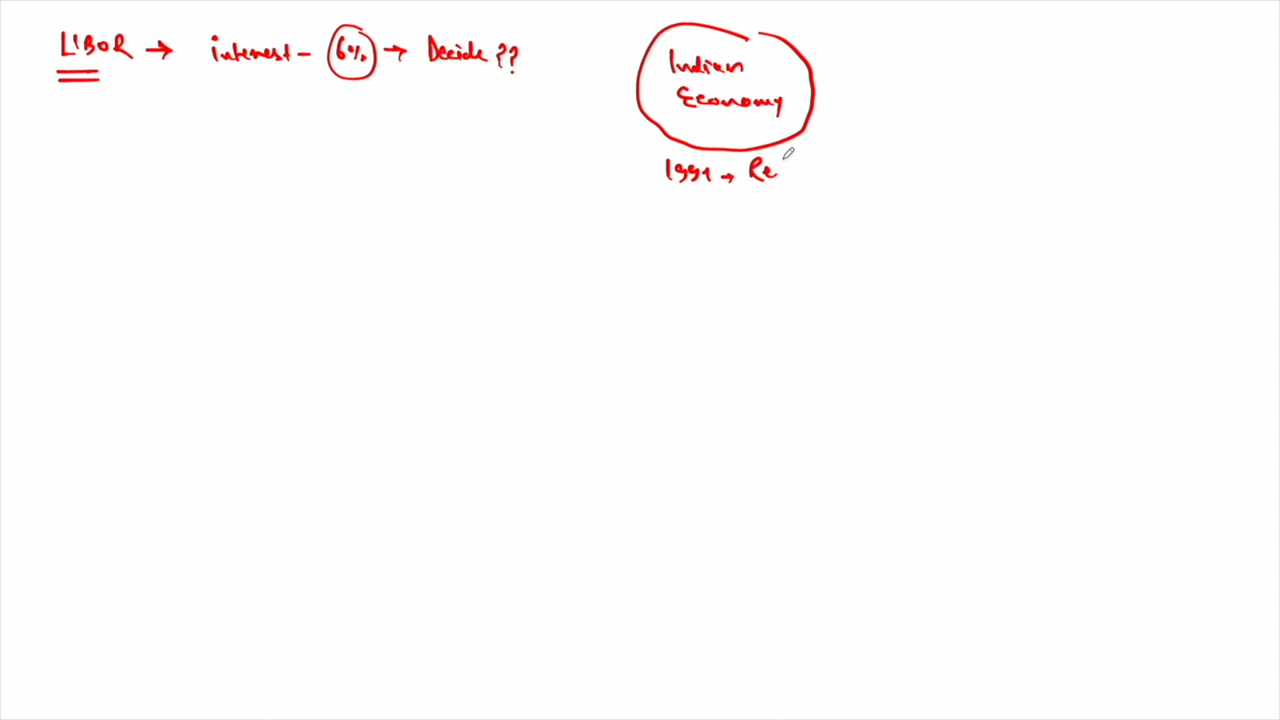 LIBOR → interest - 6% → Decide ??
Indian
Economy
1991 → Re